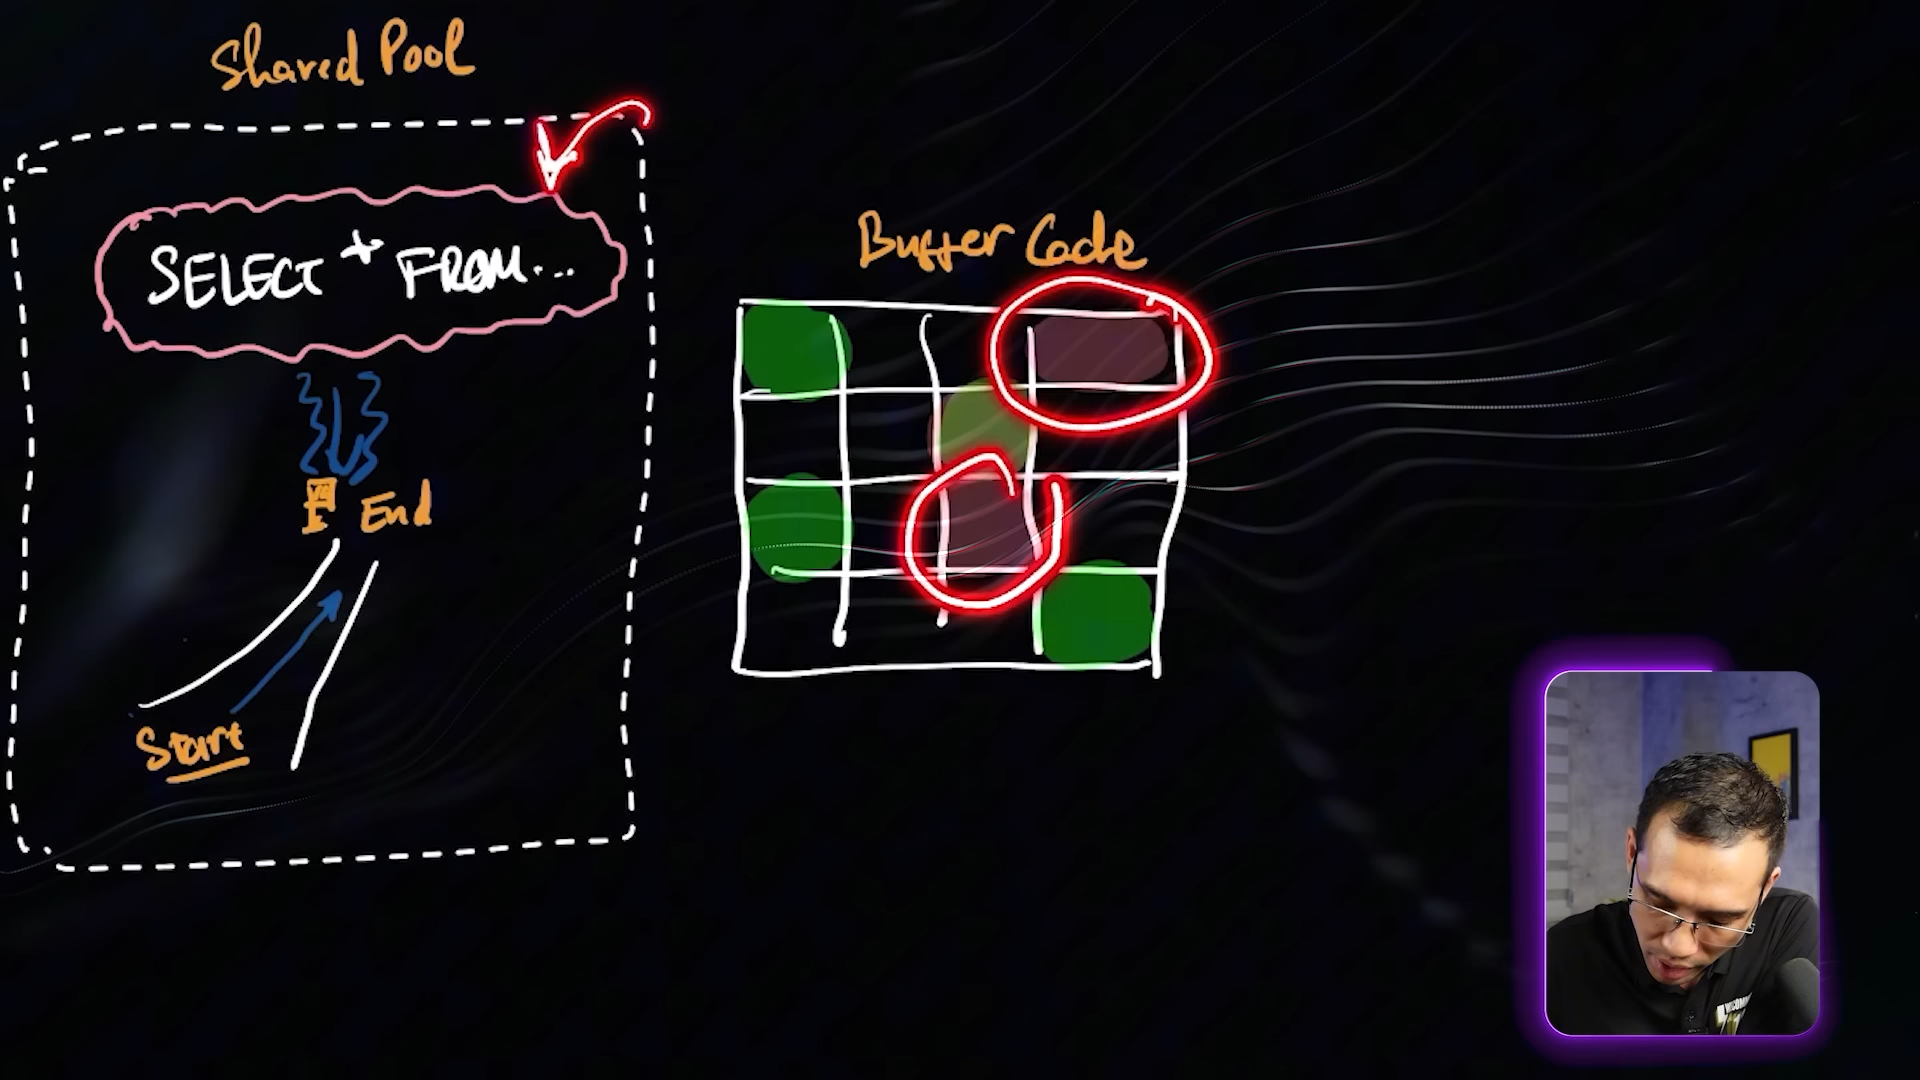 Shared Pool
SELECT * FROM...
End
Start
Buffer Cache